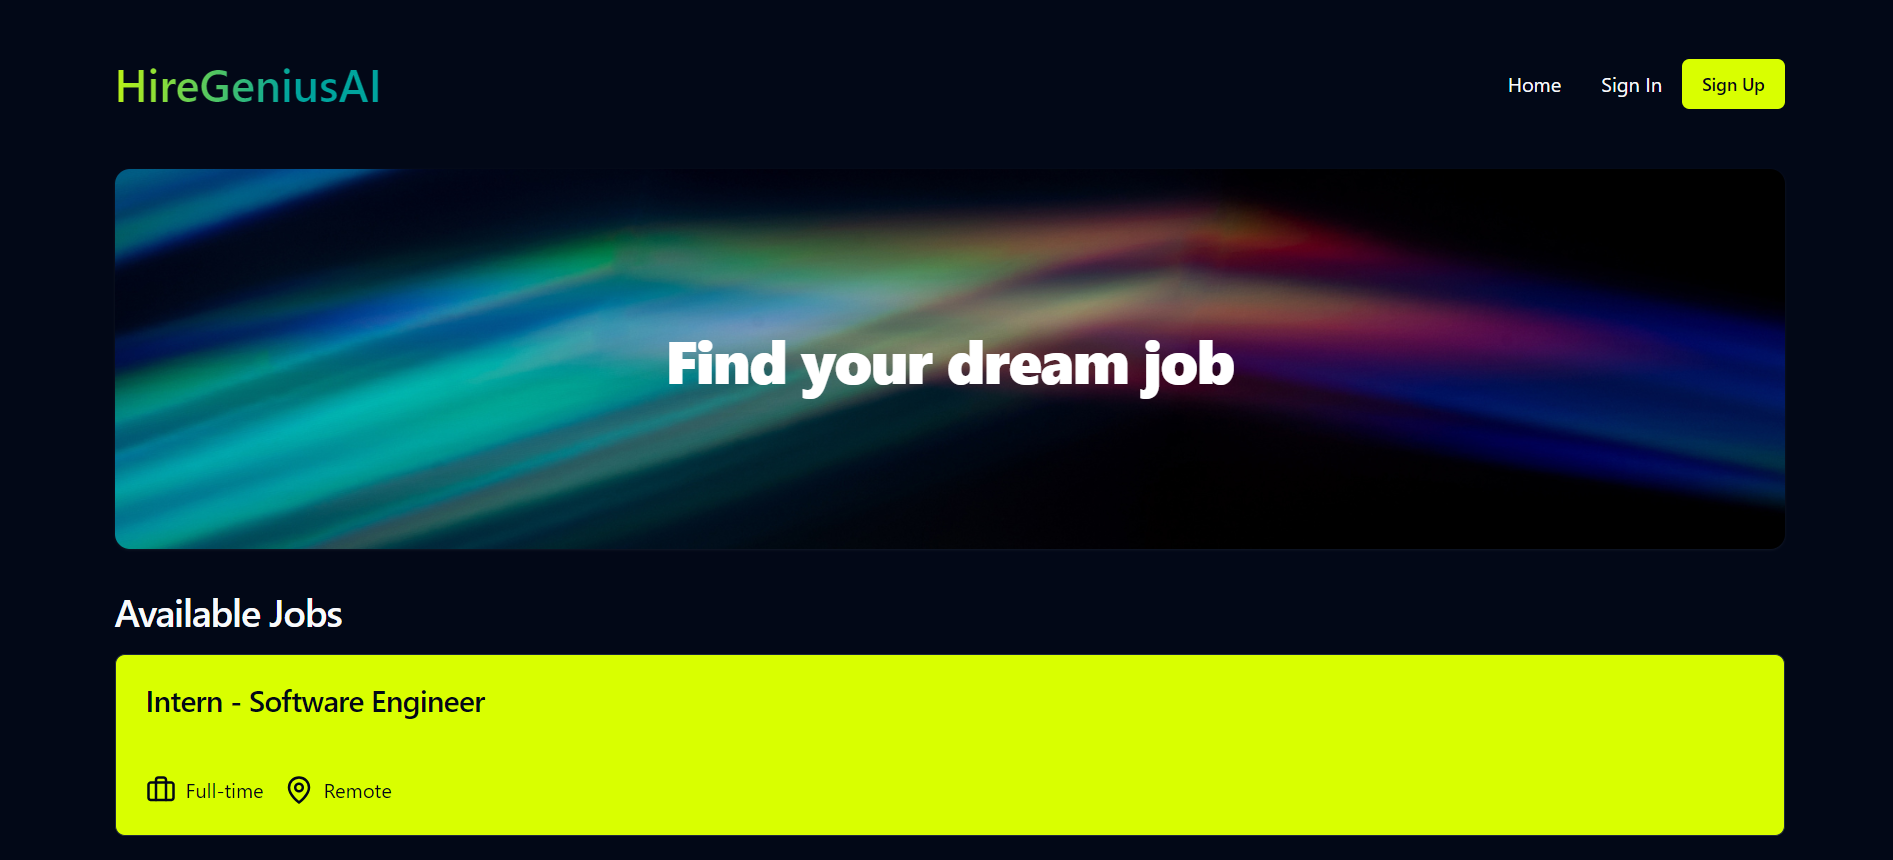 HireGeniusAI
Home
Sign In
Sign Up
Find your dream job
Available Jobs
Intern - Software Engineer
Full-time
Remote